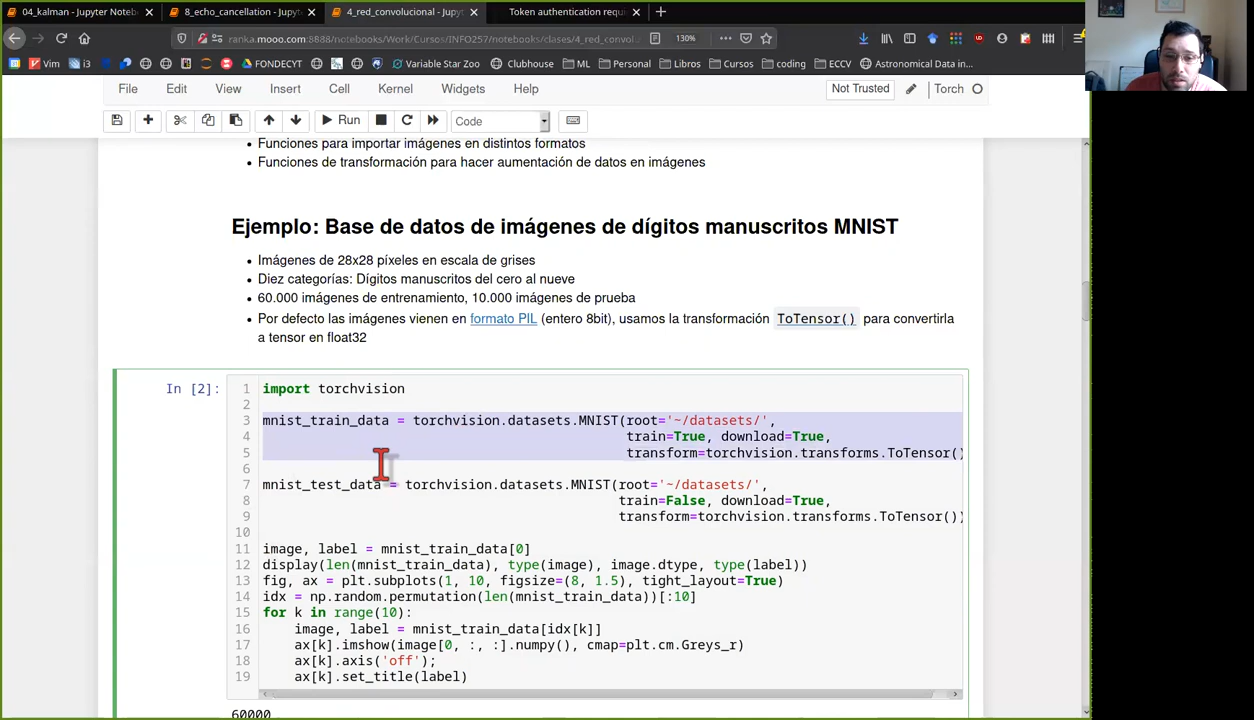 04_kalman - Jupyter Noteb
8_echo_cancellation - Jupyte
4_red_convolucional - Jupyt
Token authentication requi
ranka.mooo.com:8888/notebooks/Work/Cursos/INFO257/notebooks/clases/4_red_convol
130%
Vim
i3
FONDECYT
Variable Star Zoo
Clubhouse
ML
Personal
Libros
Cursos
coding
ECCV
Astronomical Data in...
File Edit View Insert Cell Kernel Widgets Help
Not Trusted
Torch
Run
Code
Funciones para importar imágenes en distintos formatos
Funciones de transformación para hacer aumentación de datos en imágenes
Ejemplo: Base de datos de imágenes de dígitos manuscritos MNIST
Imágenes de 28x28 píxeles en escala de grises
Diez categorías: Dígitos manuscritos del cero al nueve
60.000 imágenes de entrenamiento, 10.000 imágenes de prueba
Por defecto las imágenes vienen en formato PIL (entero 8bit), usamos la transformación ToTensor() para convertirla
a tensor en float32
In [2]:
1 import torchvision
2
3 mnist_train_data = torchvision.datasets.MNIST(root='~/datasets/',
4 train=True, download=True,
5 transform=torchvision.transforms.ToTensor()
6
7 mnist_test_data = torchvision.datasets.MNIST(root='~/datasets/',
8 train=False, download=True,
9 transform=torchvision.transforms.ToTensor())
10
11 image, label = mnist_train_data[0]
12 display(len(mnist_train_data), type(image), image.dtype, type(label))
13 fig, ax = plt.subplots(1, 10, figsize=(8, 1.5), tight_layout=True)
14 idx = np.random.permutation(len(mnist_train_data))[:10]
15 for k in range(10):
16 image, label = mnist_train_data[idx[k]]
17 ax[k].imshow(image[0, :, :].numpy(), cmap=plt.cm.Greys_r)
18 ax[k].axis('off');
19 ax[k].set_title(label)
60000